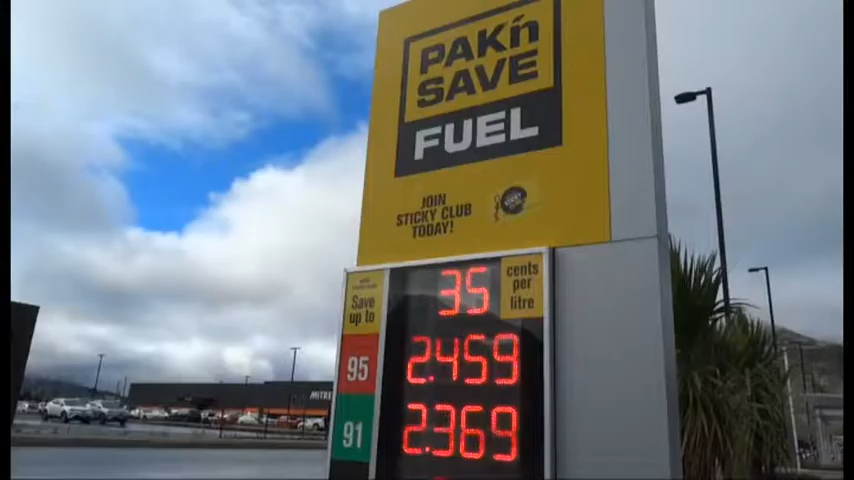 PAK'n
SAVE
FUEL
JOIN
STICKY CLUB
TODAY!
Save
up to
35
cents
per
litre
95
2.459
91
2.369
MITRE